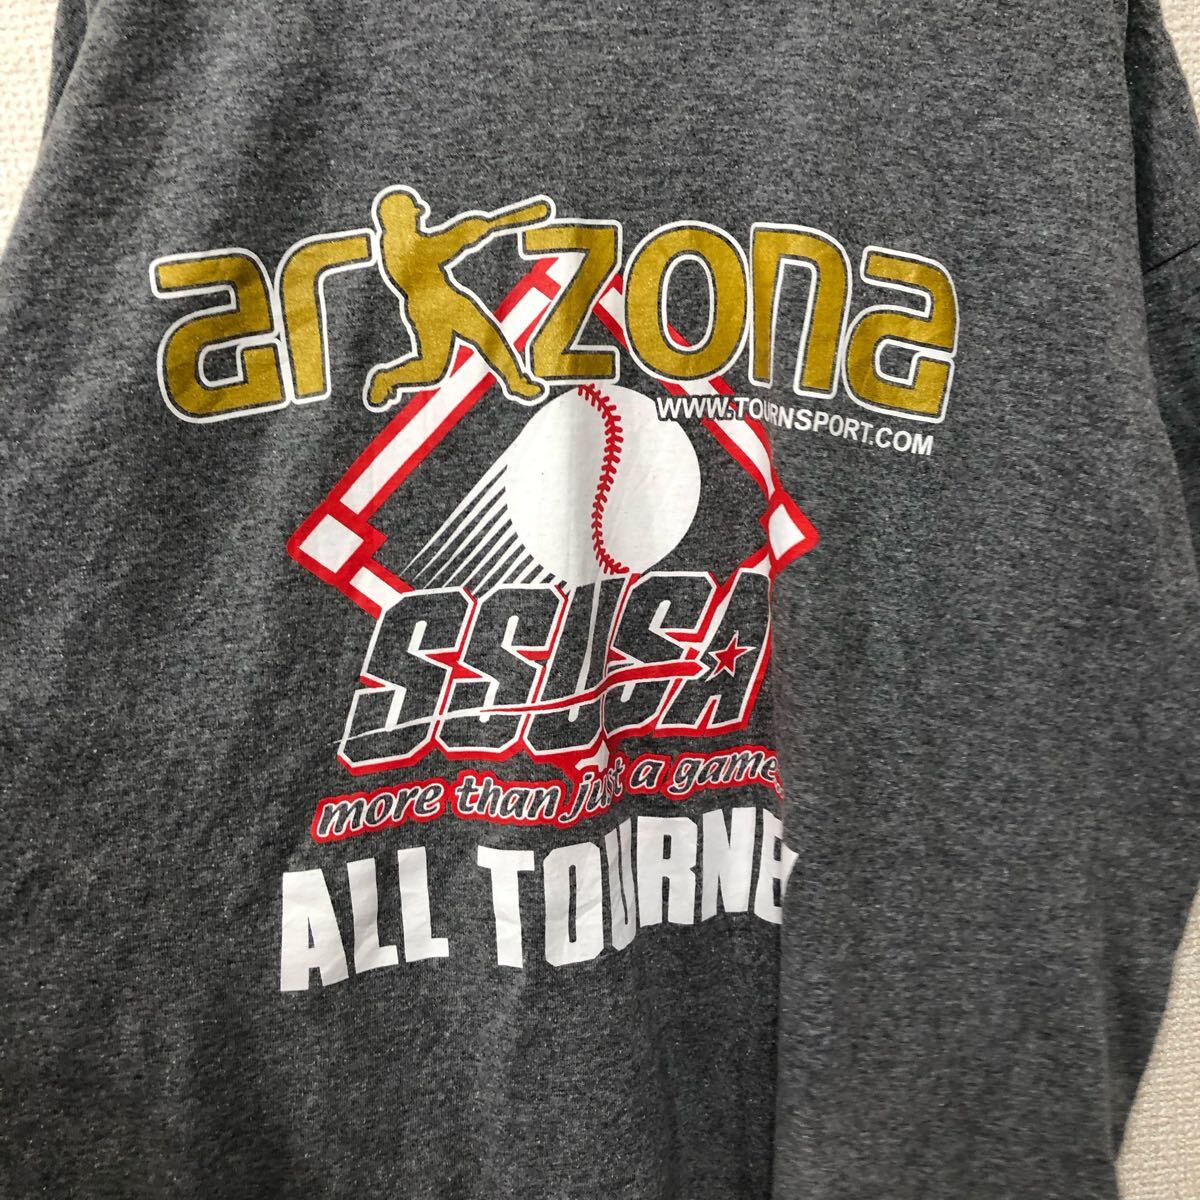 arizona
WWW.TOURNSPORT.COM
SSUSA
more than just a game
ALL TOURNE